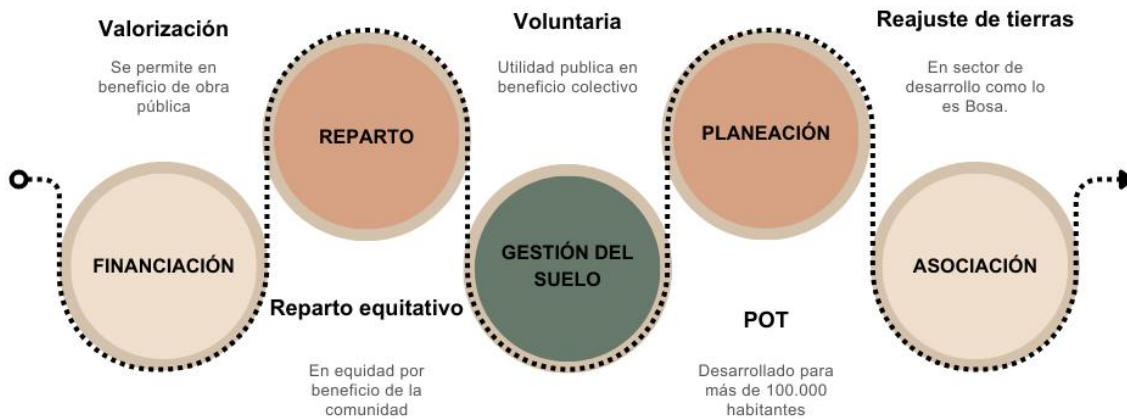 Valorización
Se permite en
beneficio de obra
pública
FINANCIACIÓN
REPARTO
Reparto equitativo
En equidad por
beneficio de la
comunidad
Voluntaria
Utilidad publica en
beneficio colectivo
GESTIÓN DEL
SUELO
PLANEACIÓN
POT
Desarrollado para
más de 100.000
habitantes
Reajuste de tierras
En sector de
desarrollo como lo
es Bosa.
ASOCIACIÓN